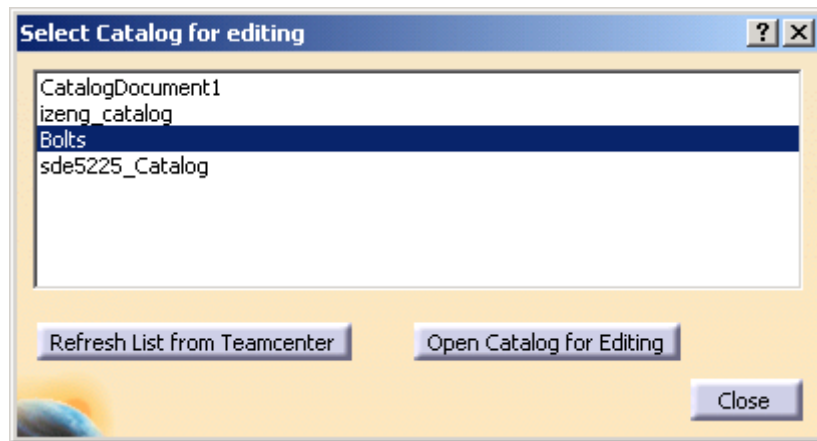 Select Catalog for editing
CatalogDocument1
izeng_catalog
Bolts
sde5225_Catalog
Refresh List from Teamcenter
Open Catalog for Editing
Close